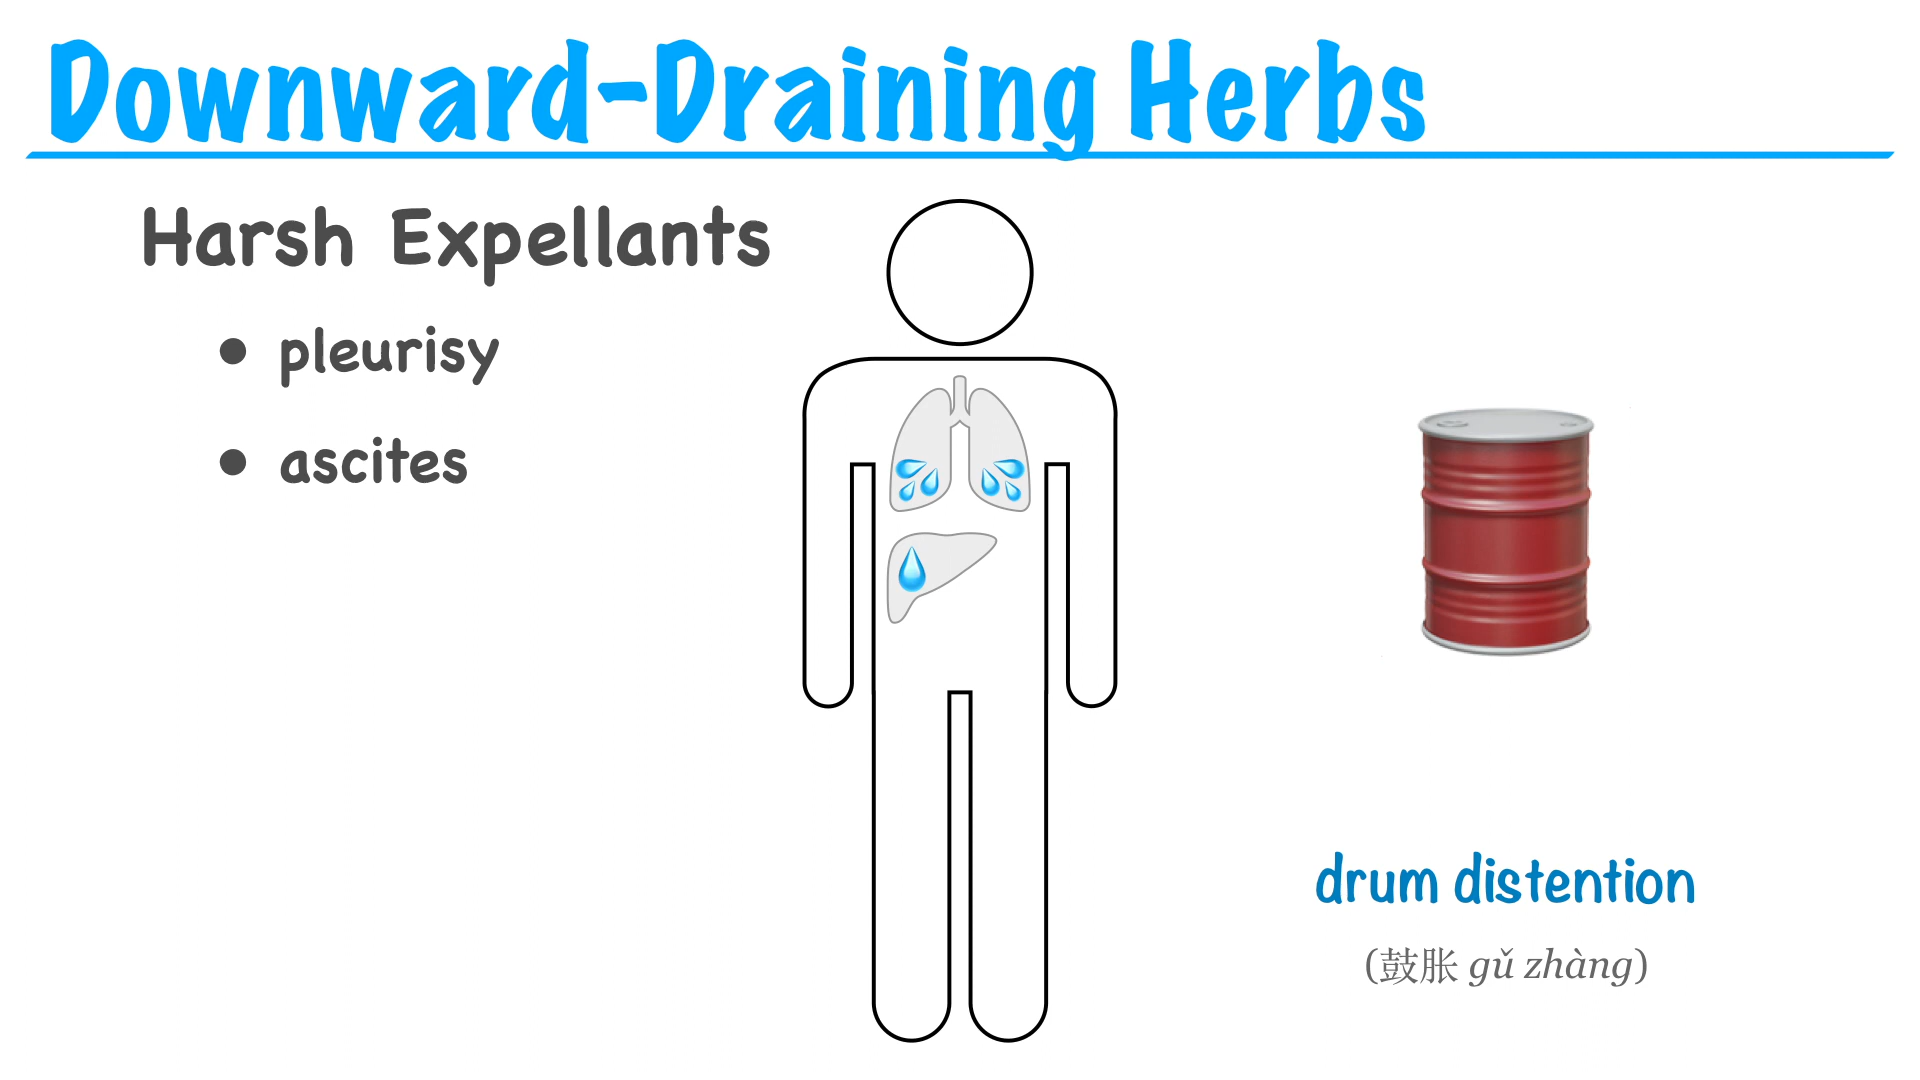 Downward-Draining Herbs
Harsh Expellants
• pleurisy
• ascites
drum distention
(鼓胀 gǔ zhàng)